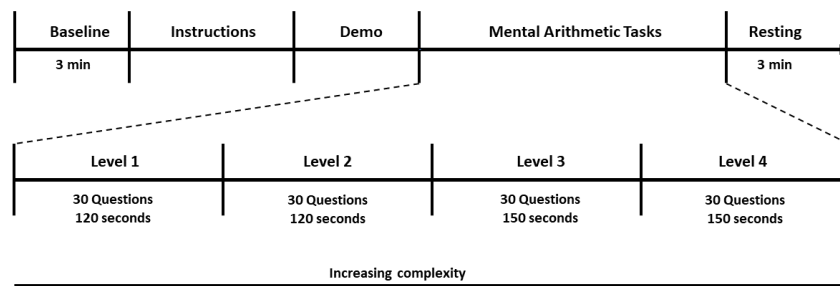 Baseline Instructions Demo Mental Arithmetic Tasks Resting
3 min 3 min
Level 1 Level 2 Level 3 Level 4
30 Questions 30 Questions 30 Questions 30 Questions
120 seconds 120 seconds 150 seconds 150 seconds
Increasing complexity